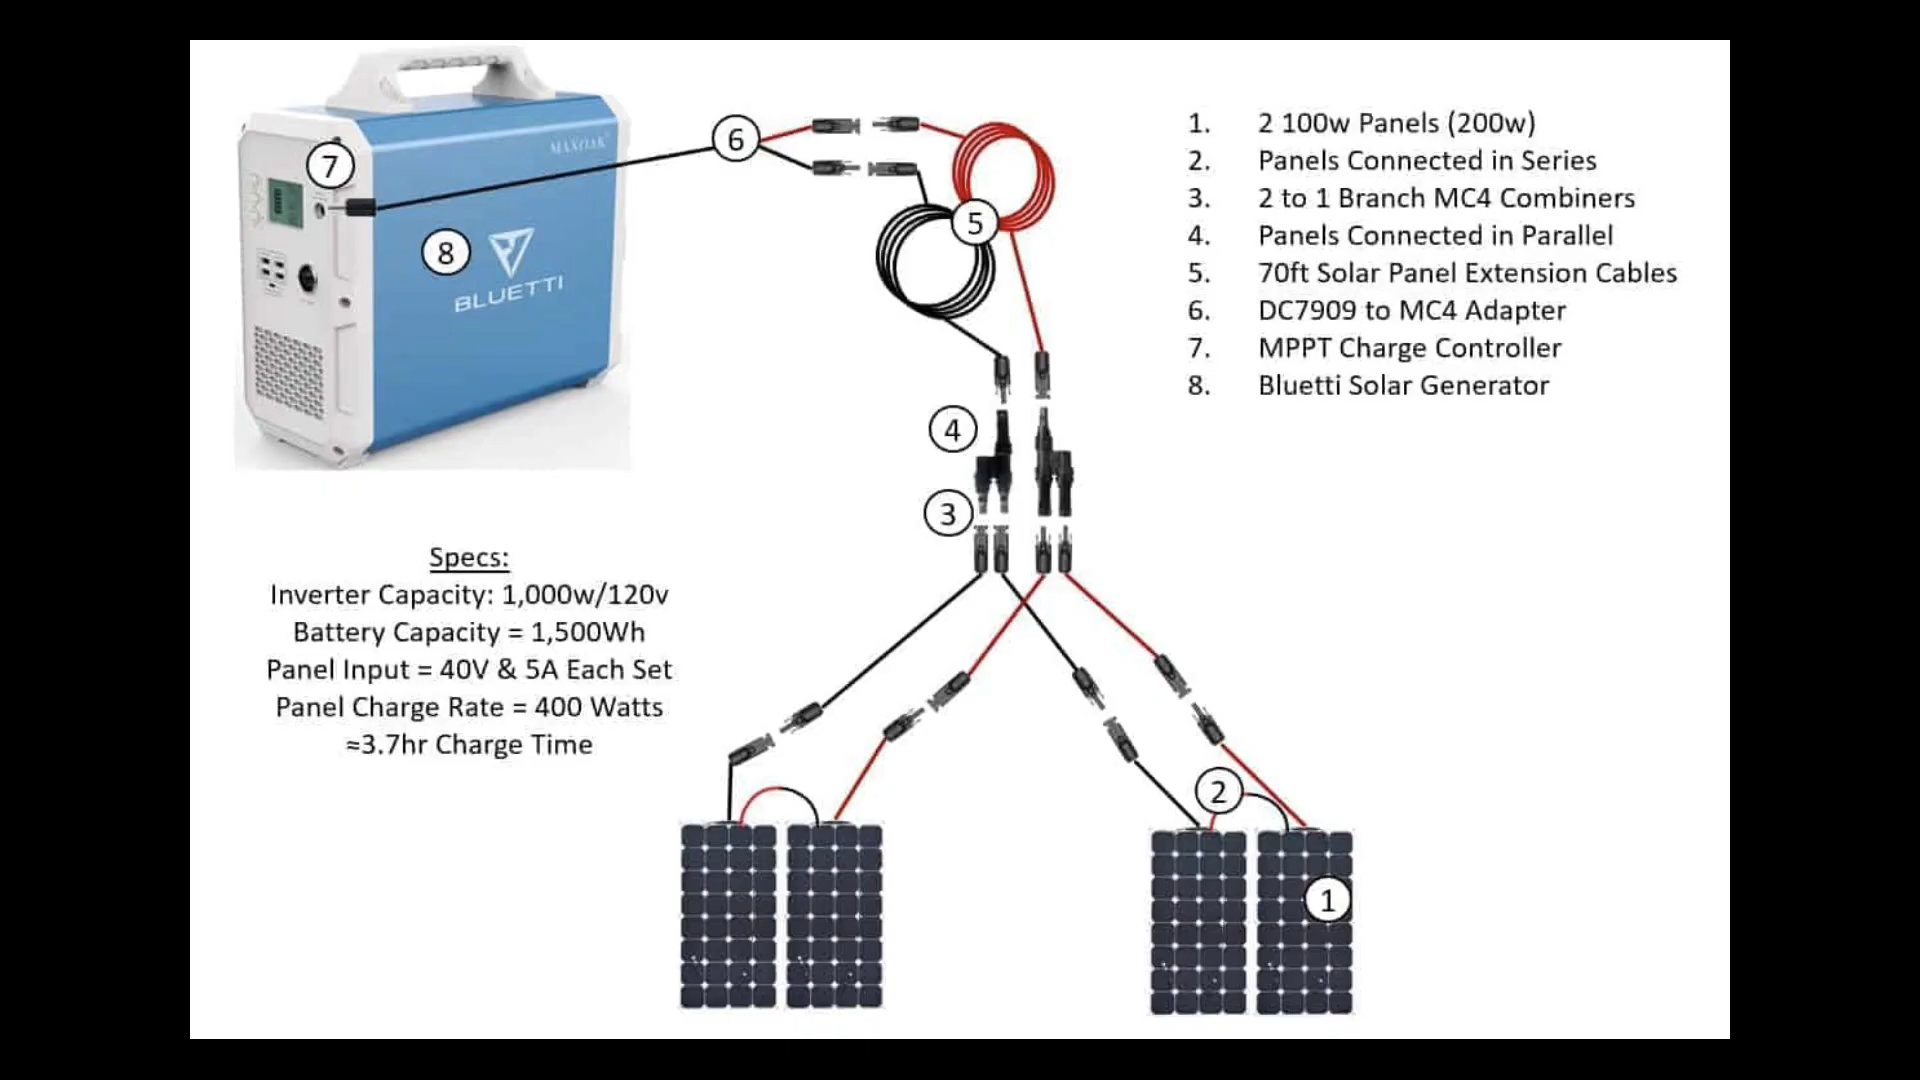 MAXOAK
7
8
BLUETTI
6
5
4
3
2
1
1. 2 100w Panels (200w)
2. Panels Connected in Series
3. 2 to 1 Branch MC4 Combiners
4. Panels Connected in Parallel
5. 70ft Solar Panel Extension Cables
6. DC7909 to MC4 Adapter
7. MPPT Charge Controller
8. Bluetti Solar Generator
Specs:
Inverter Capacity: 1,000w/120v
Battery Capacity = 1,500Wh
Panel Input = 40V & 5A Each Set
Panel Charge Rate = 400 Watts
≈3.7hr Charge Time